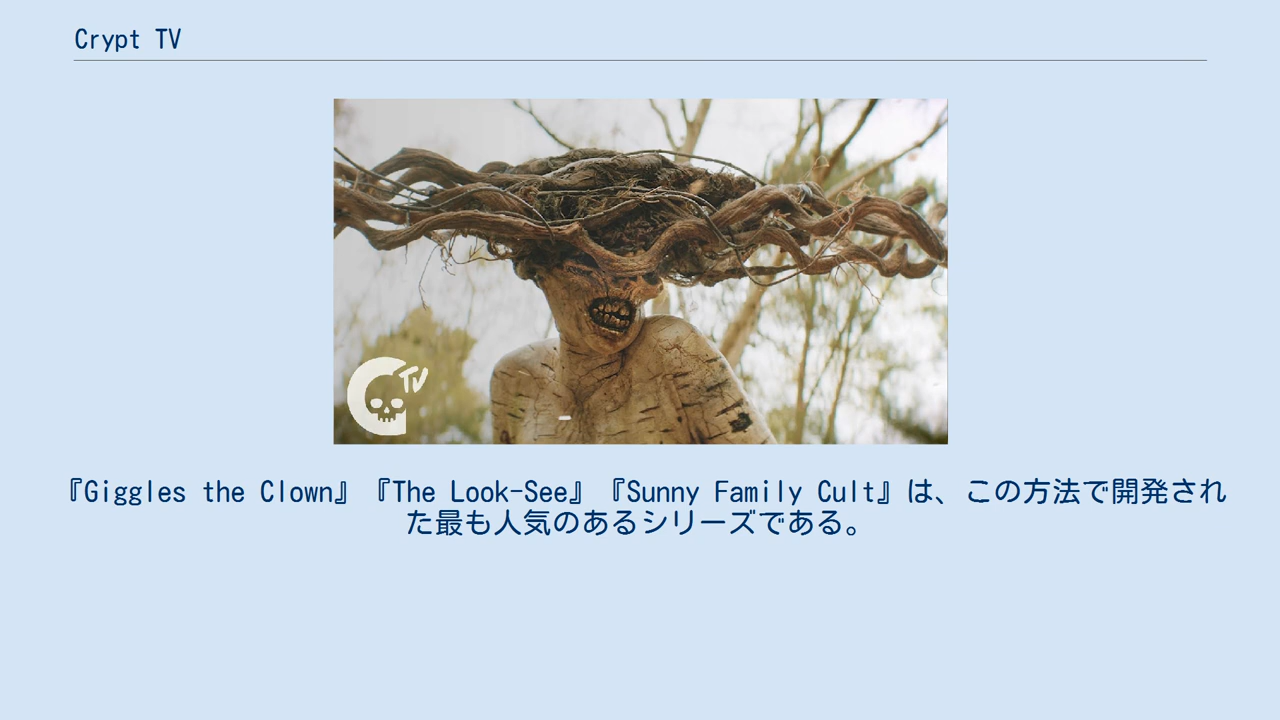 Crypt TV
TV
『Giggles the Clown』『The Look-See』『Sunny Family Cult』は、この方法で開発され
た最も人気のあるシリーズである。